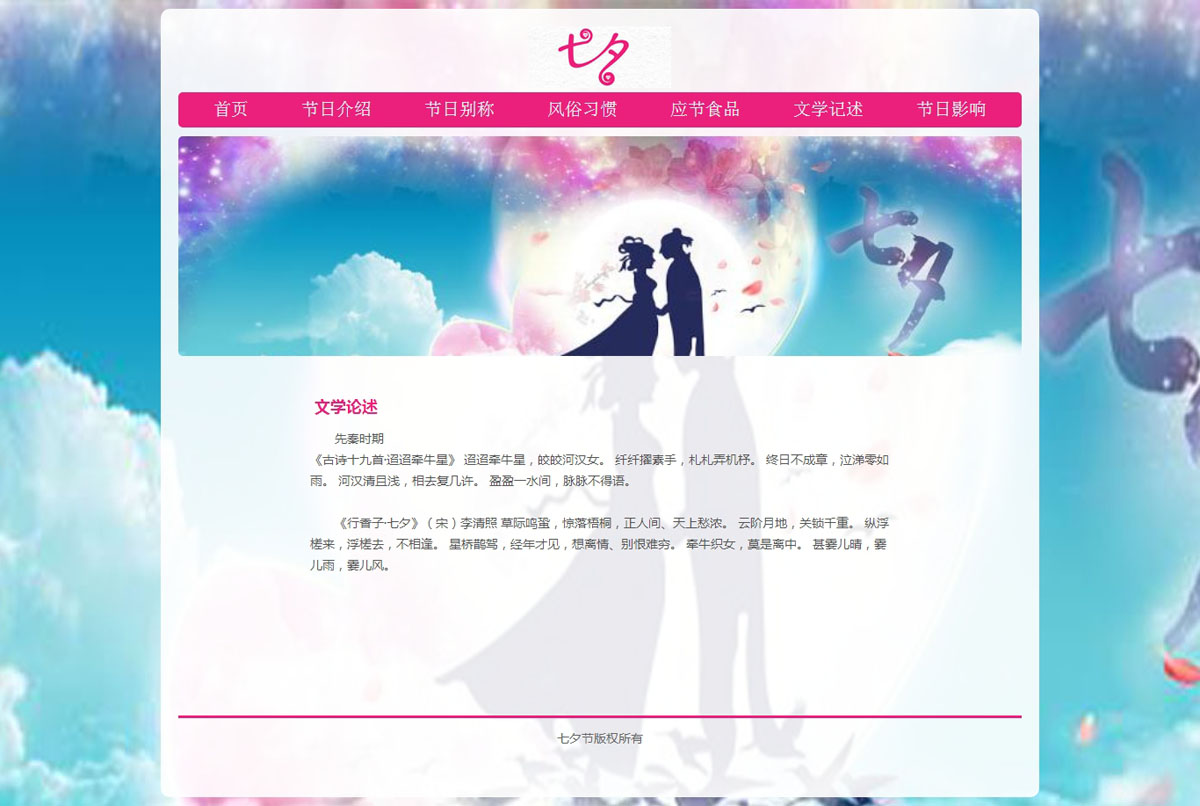 七夕
首页 节日介绍 节日别称 风俗习惯 应节食品 文学记述 节日影响
七夕
七夕
文学论述
先秦时期
《古诗十九首·迢迢牵牛星》 迢迢牵牛星，皎皎河汉女。 纤纤擢素手，札札弄机杼。 终日不成章，泣涕零如
雨。 河汉清且浅，相去复几许。 盈盈一水间，脉脉不得语。
《行香子·七夕》（宋）李清照 草际鸣蛩，惊落梧桐，正人间、天上愁浓。 云阶月地，关锁千重。 纵浮
槎来，浮槎去，不相逢。 星桥鹊驾，经年才见，想离情、别恨难穷。 牵牛织女，莫是离中。 甚霎儿晴，霎
儿雨，霎儿风。
七夕节版权所有